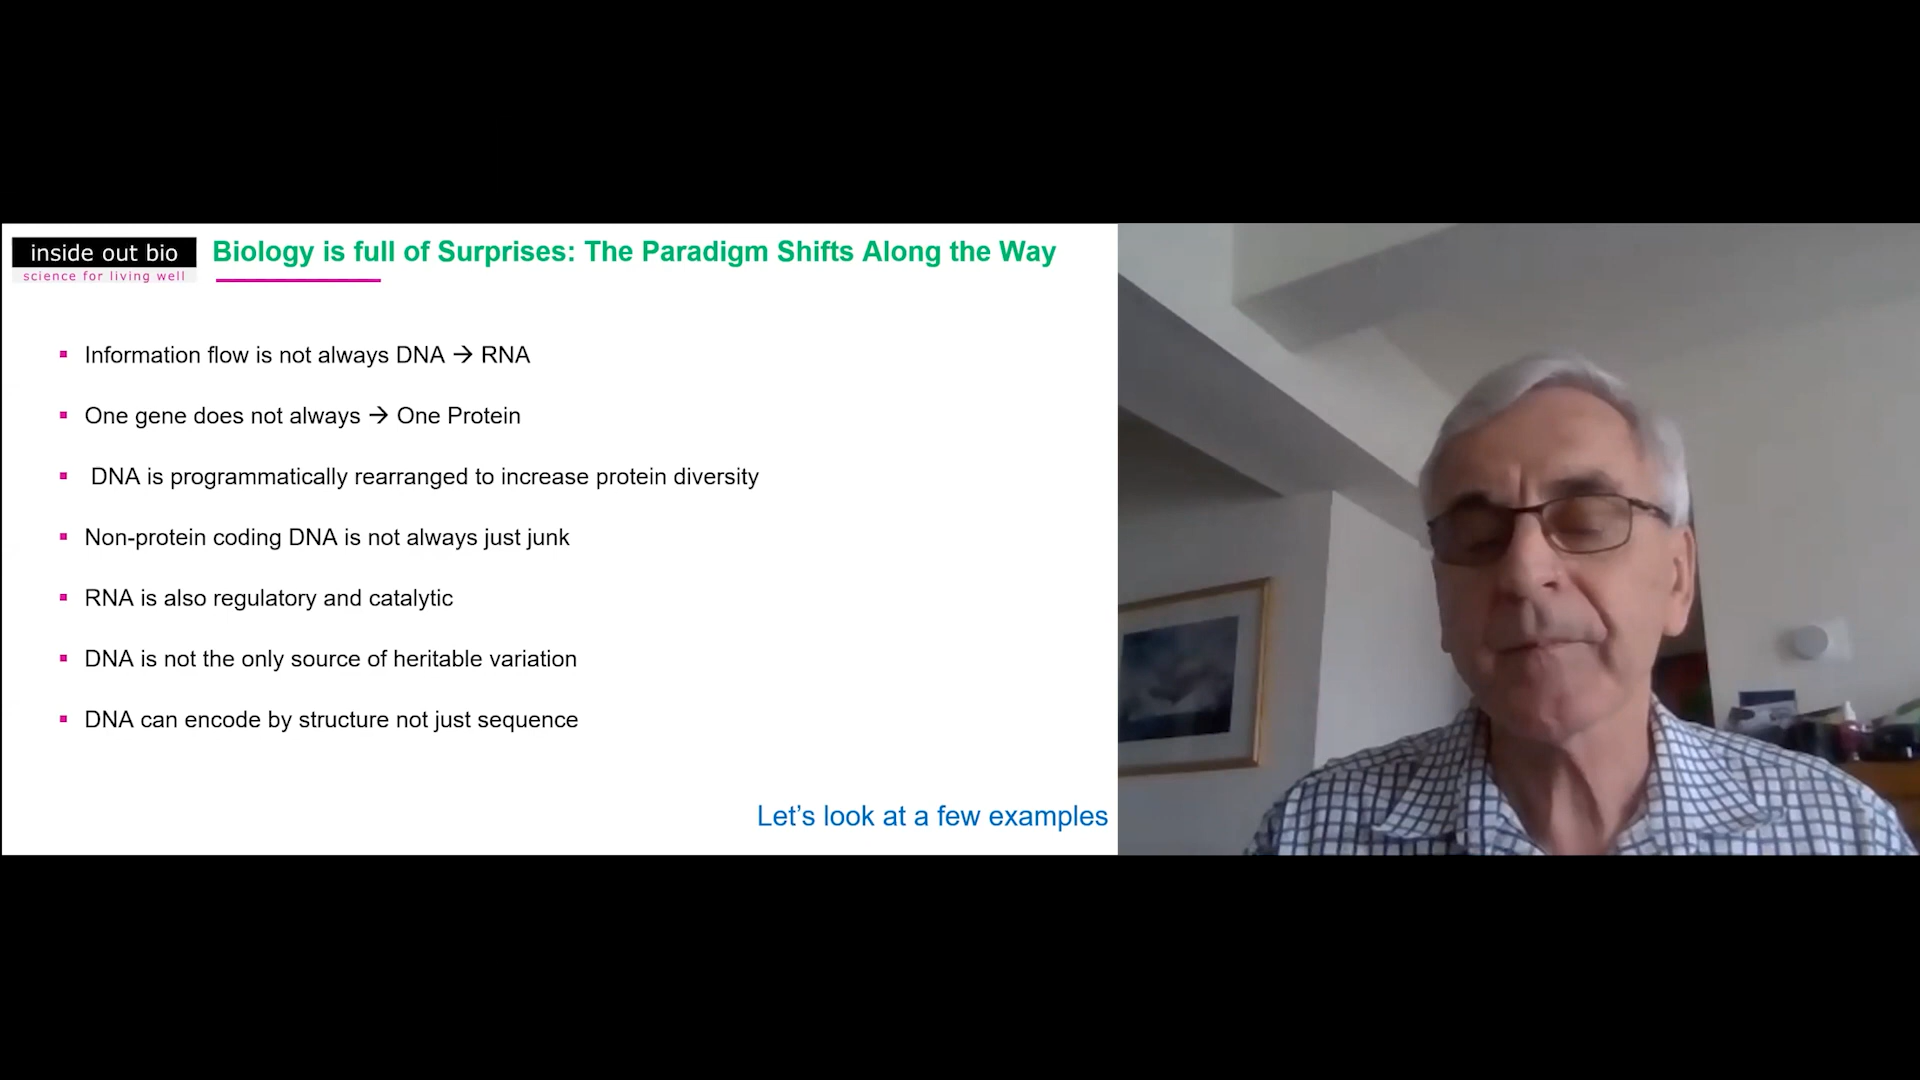 inside out bio
science for living well
Biology is full of Surprises: The Paradigm Shifts Along the Way
▪ Information flow is not always DNA → RNA
▪ One gene does not always → One Protein
▪ DNA is programmatically rearranged to increase protein diversity
▪ Non-protein coding DNA is not always just junk
▪ RNA is also regulatory and catalytic
▪ DNA is not the only source of heritable variation
▪ DNA can encode by structure not just sequence
Let’s look at a few examples